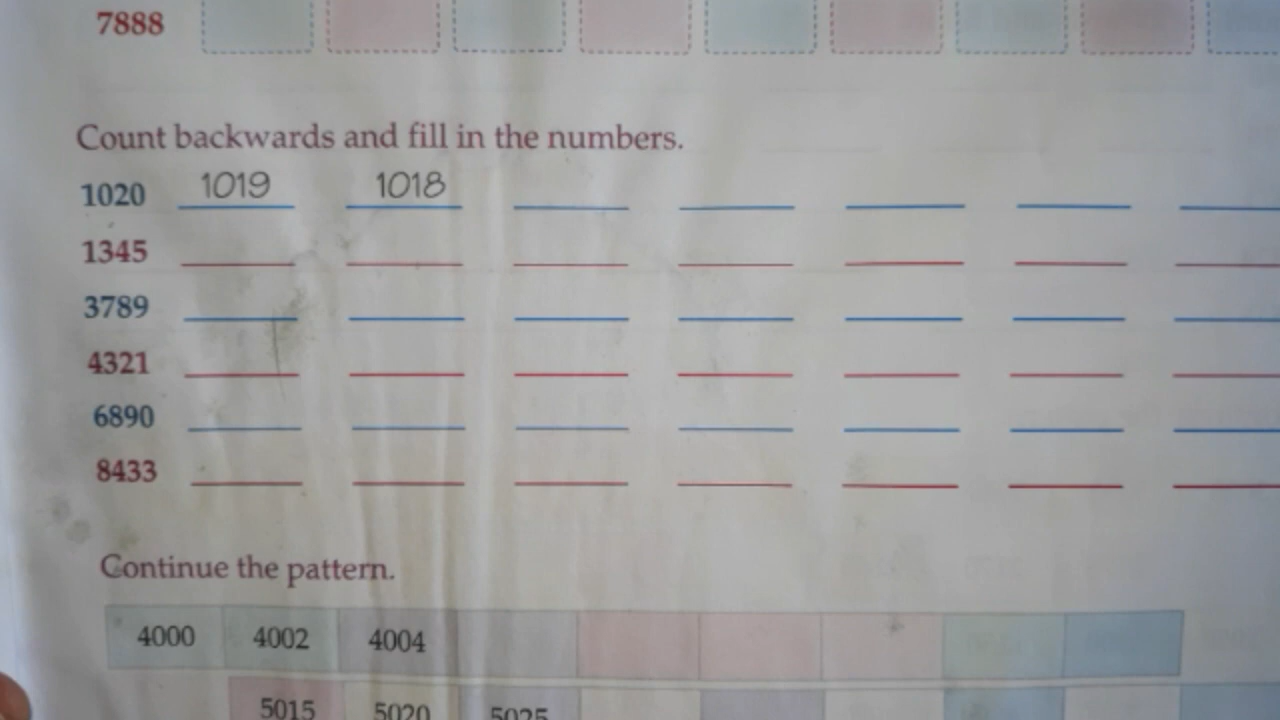 7888
Count backwards and fill in the numbers.
1020 1019 1018
1345
3789
4321
6890
8433
Continue the pattern.
4000 4002 4004
5015 5020 5025